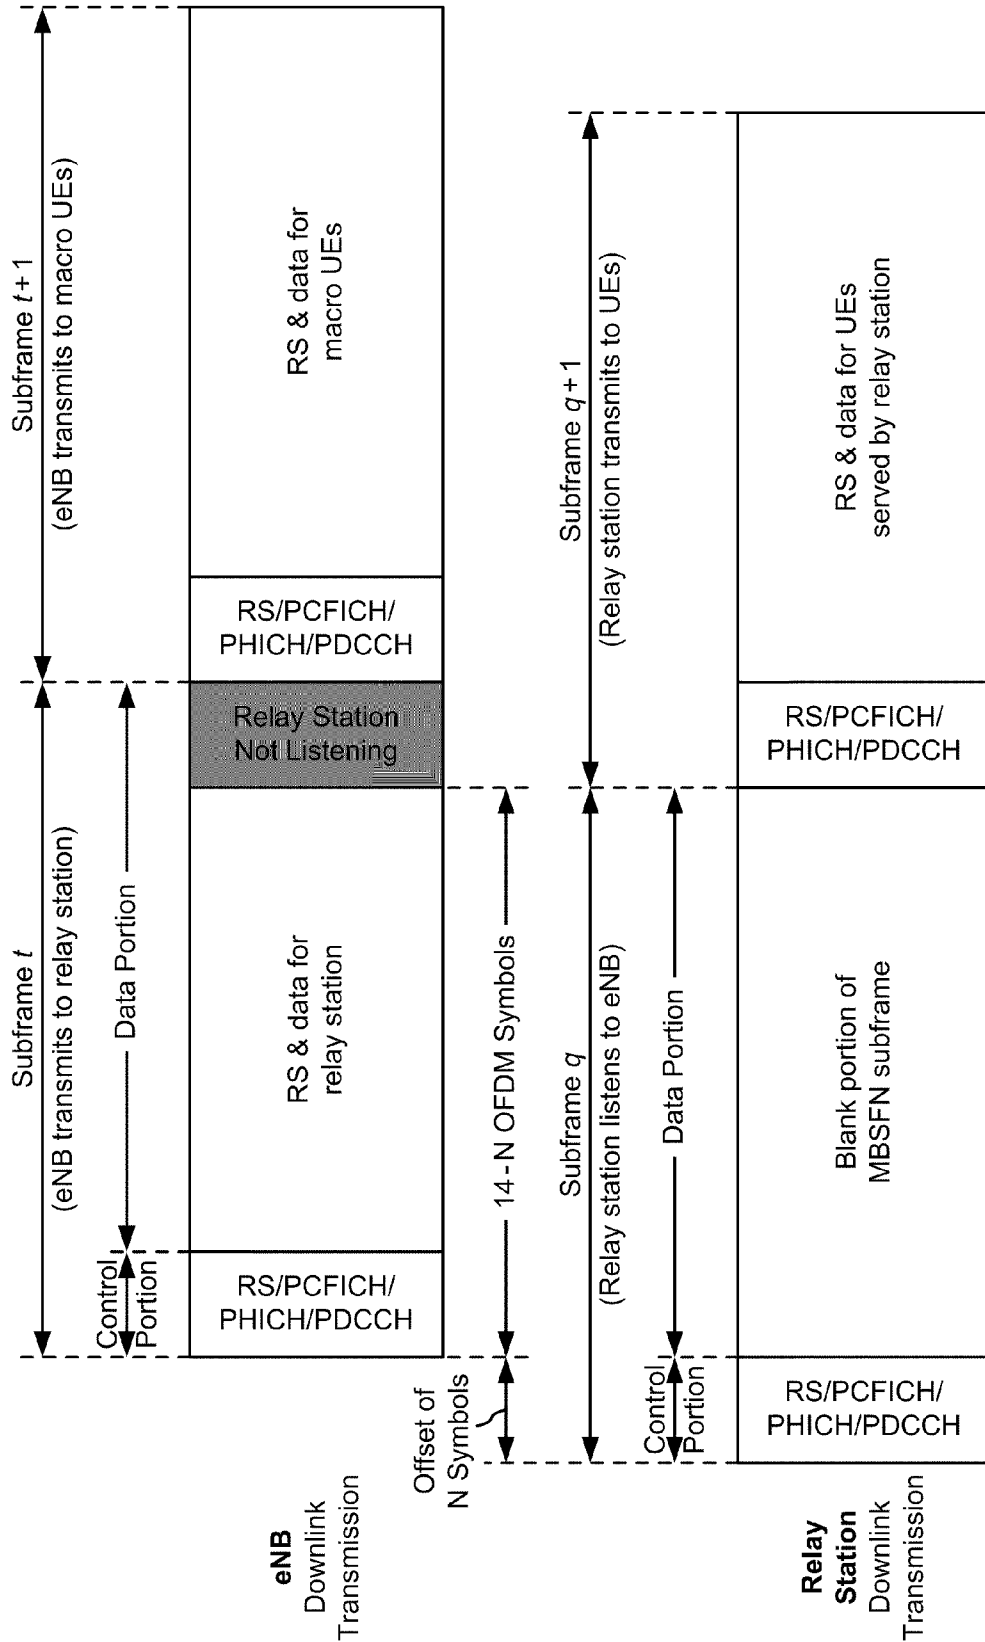 Subframe t
(eNB transmits to relay station)
Subframe t + 1
(eNB transmits to macro UEs)
Control
Portion
Data Portion
eNB
Downlink
Transmission
RS/PCFICH/
PHICH/PDCCH
RS & data for
relay station
Relay Station
Not Listening
RS/PCFICH/
PHICH/PDCCH
RS & data for
macro UEs
Offset of
N Symbols
14 - N OFDM Symbols
Subframe q
(Relay station listens to eNB)
Subframe q + 1
(Relay station transmits to UEs)
Control
Portion
Data Portion
Relay
Station
Downlink
Transmission
RS/PCFICH/
PHICH/PDCCH
Blank portion of
MBSFN subframe
RS/PCFICH/
PHICH/PDCCH
RS & data for UEs
served by relay station